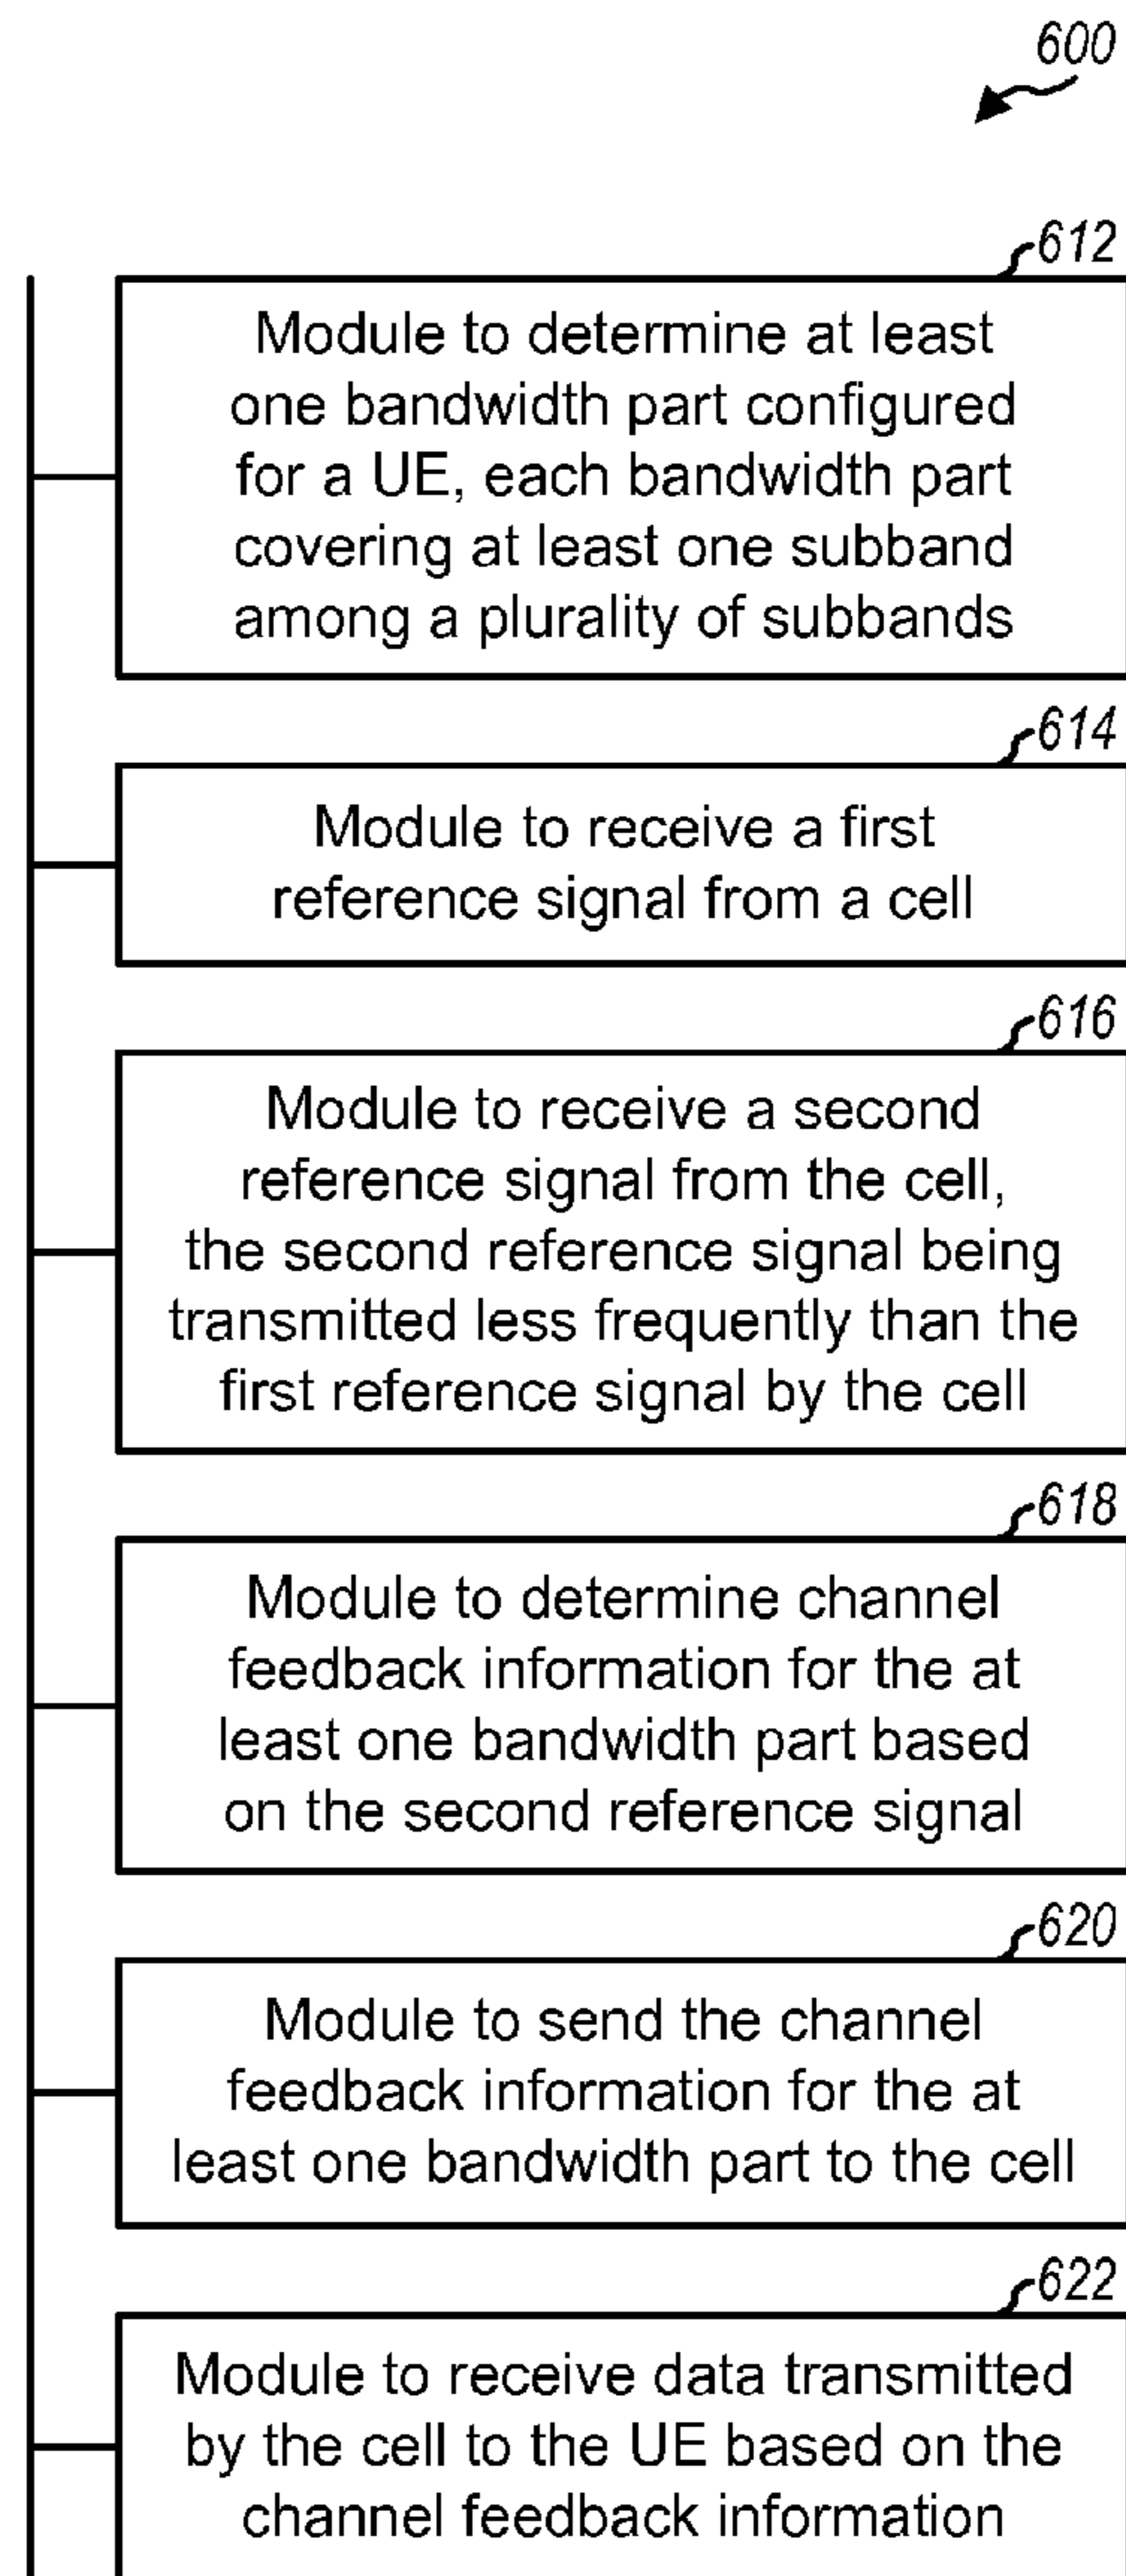 600
612
Module to determine at least
one bandwidth part configured
for a UE, each bandwidth part
covering at least one subband
among a plurality of subbands
614
Module to receive a first
reference signal from a cell
616
Module to receive a second
reference signal from the cell,
the second reference signal being
transmitted less frequently than the
first reference signal by the cell
618
Module to determine channel
feedback information for the at
least one bandwidth part based
on the second reference signal
620
Module to send the channel
feedback information for the at
least one bandwidth part to the cell
622
Module to receive data transmitted
by the cell to the UE based on the
channel feedback information